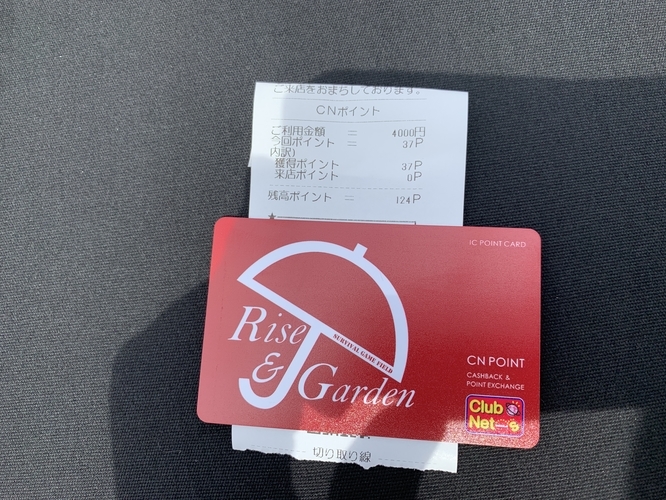 ご来店をおまちしております。
CNポイント
ご利用金額 = 4000円
今回ポイント = 37P
内訳)
獲得ポイント 37P
来店ポイント 0P
残高ポイント = 124P
★
IC POINT CARD
Rise
SURVIVAL GAME FIELD
& Garden
CN POINT
CASHBACK &
POINT EXCHANGE
Club
Net
切り取り線